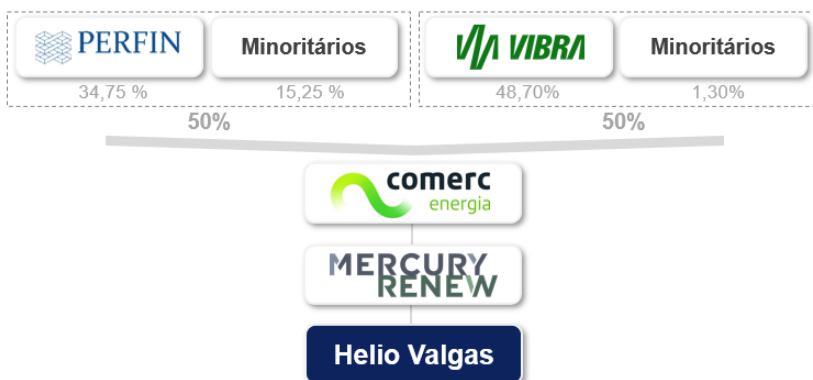 PERFIN
Minoritários
VIBRA
Minoritários
34,75 %
15,25 %
48,70%
1,30%
50%
50%
comerc
energia
MERCURY
RENEW
Helio Valgas